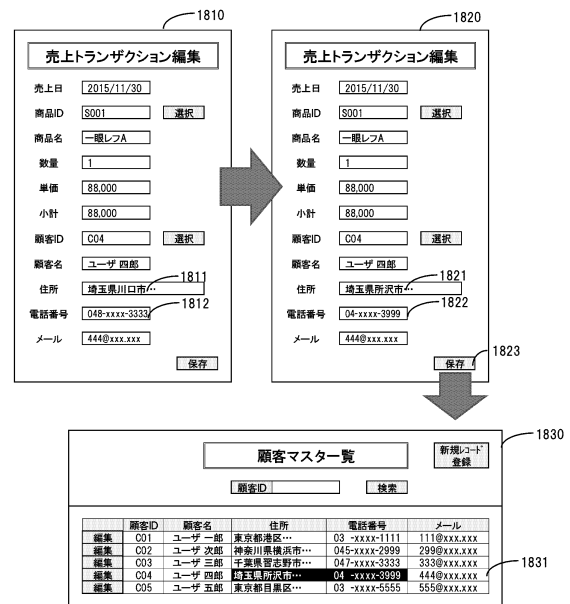 1810
売上トランザクション編集
売上日 2015/11/30
商品ID S001 選択
商品名 一眼レフA
数量 1
単価 88,000
小計 88,000
顧客ID C04 選択
顧客名 ユーザ 四郎
1811
住所 埼玉県川口市…
1812
電話番号 048-xxxx-3333
メール 444@xxx.xxx
保存
1820
売上トランザクション編集
売上日 2015/11/30
商品ID S001 選択
商品名 一眼レフA
数量 1
単価 88,000
小計 88,000
顧客ID C04 選択
顧客名 ユーザ 四郎
1821
住所 埼玉県所沢市…
1822
電話番号 04-xxxx-3999
メール 444@xxx.xxx
1823
保存
1830
顧客マスター覧
新規レコード
登録
顧客ID 検索
顧客ID 顧客名 住所 電話番号 メール
編集 C01 ユーザ 一郎 東京都港区… 03 -xxxx-1111 111@xxx.xxx
編集 C02 ユーザ 次郎 神奈川県横浜市… 045-xxxx-2999 299@xxx.xxx
編集 C03 ユーザ 三郎 千葉県習志野市… 047-xxxx-3333 333@xxx.xxx
編集 C04 ユーザ 四郎 埼玉県所沢市… 04 -xxxx-3999 444@xxx.xxx
1831
編集 C05 ユーザ 五郎 東京都目黒区… 03 -xxxx-5555 555@xxx.xxx